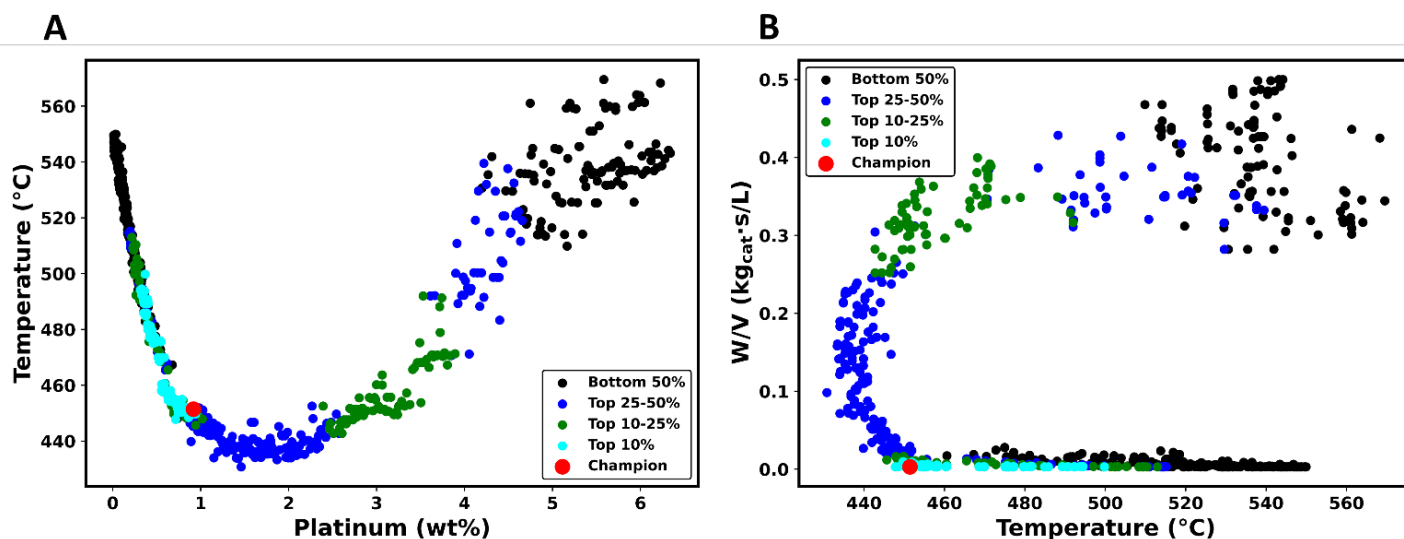 A
B
Temperature (°C)
560
540
520
500
480
460
440
0 1 2 3 4 5 6
Platinum (wt%)
Bottom 50%
Top 25-50%
Top 10-25%
Top 10%
Champion
W/V (kgcat·s/L)
0.5
0.4
0.3
0.2
0.1
0.0
440 460 480 500 520 540 560
Temperature (°C)
Bottom 50%
Top 25-50%
Top 10-25%
Top 10%
Champion